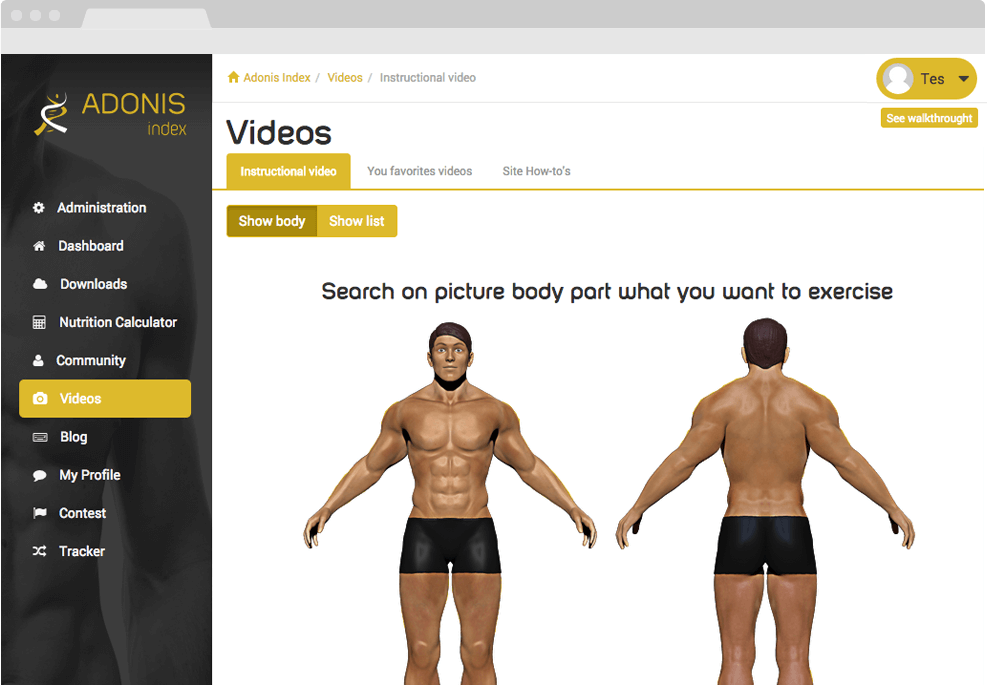 ADONIS
index
Administration
Dashboard
Downloads
Nutrition Calculator
Community
Videos
Blog
My Profile
Contest
Tracker
Adonis Index / Videos / Instructional video
Tes
See walkthrought
Videos
Instructional video You favorites videos Site How-to's
Show body Show list
Search on picture body part what you want to exercise